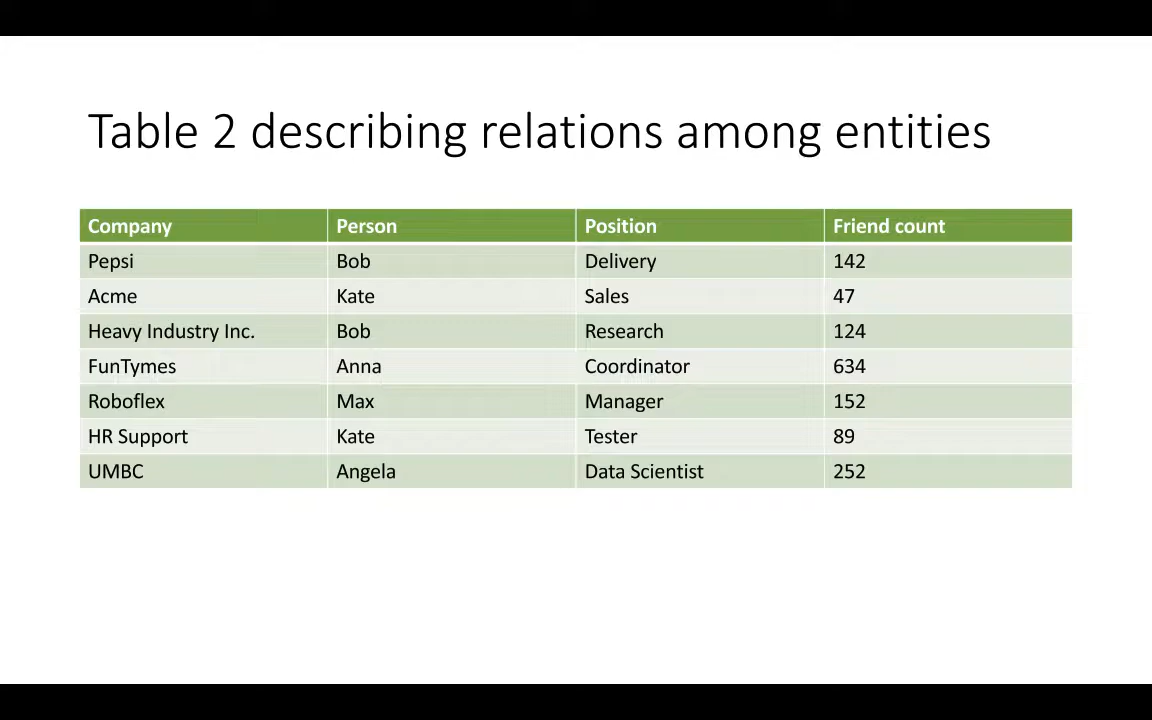 Table 2 describing relations among entities
Company Person Position Friend count
Pepsi Bob Delivery 142
Acme Kate Sales 47
Heavy Industry Inc. Bob Research 124
FunTymes Anna Coordinator 634
Roboflex Max Manager 152
HR Support Kate Tester 89
UMBC Angela Data Scientist 252